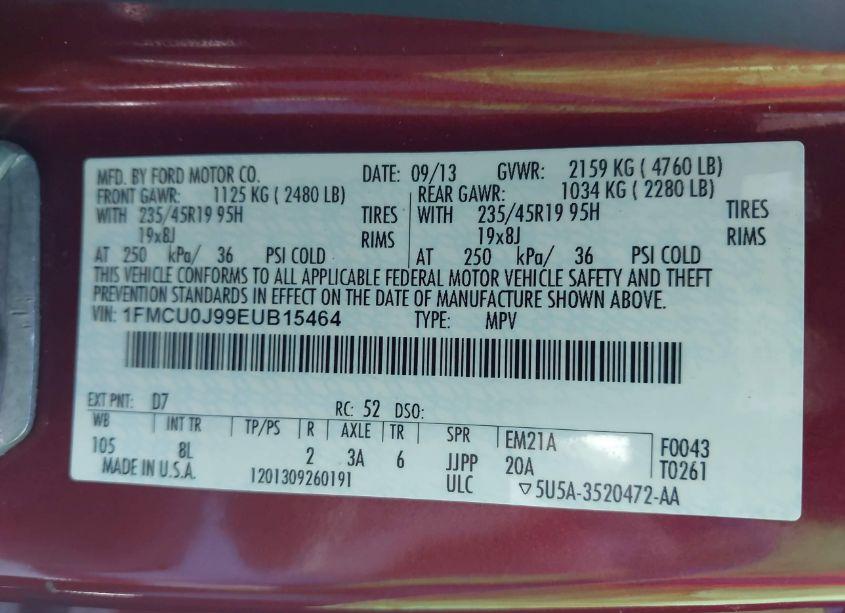 MFD. BY FORD MOTOR CO. DATE: 09/13 GVWR: 2159 KG ( 4760 LB)
FRONT GAWR: 1125 KG ( 2480 LB) REAR GAWR: 1034 KG ( 2280 LB)
WITH 235/45R19 95H TIRES WITH 235/45R19 95H TIRES
19x8J RIMS 19x8J RIMS
AT 250 kPa/ 36 PSI COLD AT 250 kPa/ 36 PSI COLD
THIS VEHICLE CONFORMS TO ALL APPLICABLE FEDERAL MOTOR VEHICLE SAFETY AND THEFT
PREVENTION STANDARDS IN EFFECT ON THE DATE OF MANUFACTURE SHOWN ABOVE.
VIN: 1FMCU0J99EUB15464 TYPE: MPV
EXT PNT: D7 RC: 52 DSO:
WB INT TR TP/PS R AXLE TR SPR EM21A F0043
105 8L 2 3A 6 JJPP 20A T0261
MADE IN U.S.A. 1201309260191 ULC ▽5U5A-3520472-AA